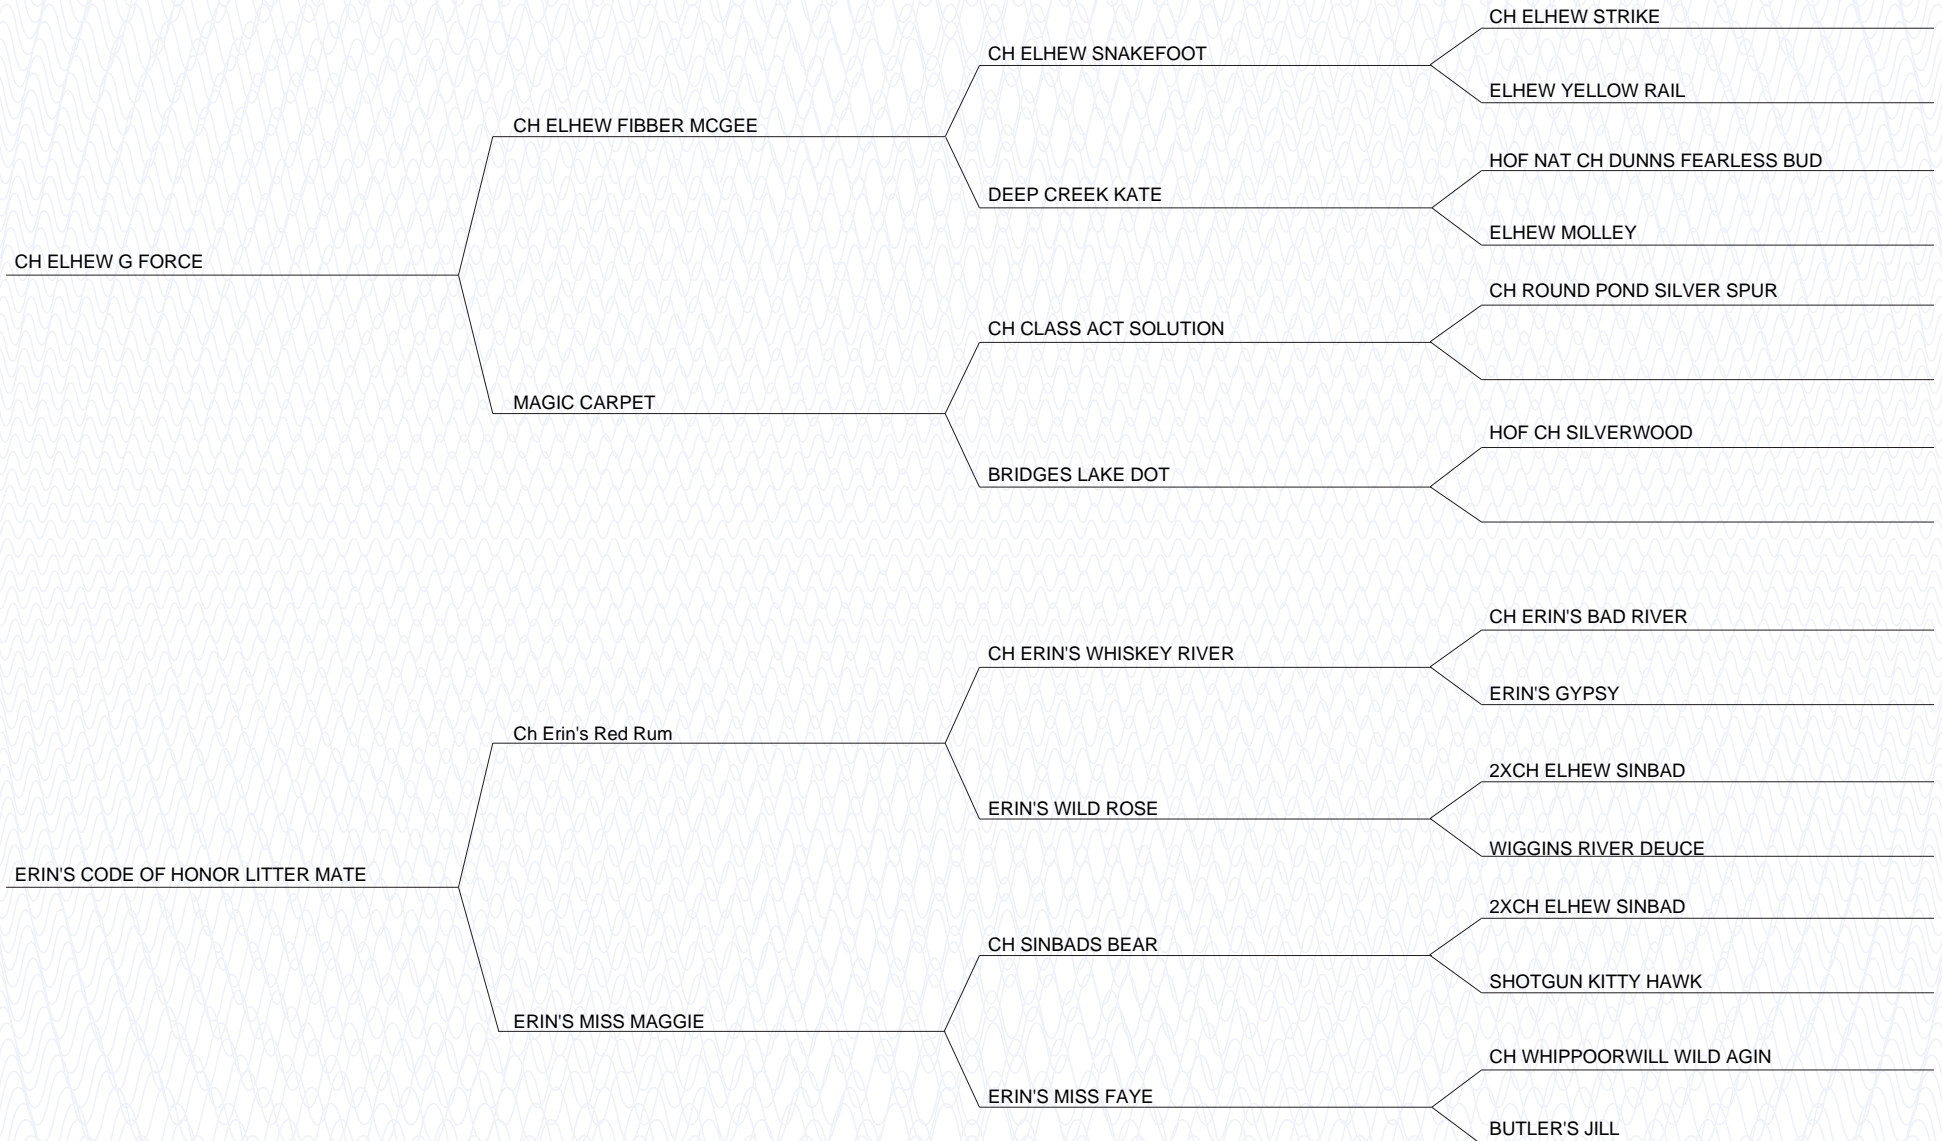 CH ELHEW STRIKE
CH ELHEW SNAKEFOOT
ELHEW YELLOW RAIL
CH ELHEW FIBBER MCGEE
HOF NAT CH DUNNS FEARLESS BUD
DEEP CREEK KATE
ELHEW MOLLEY
CH ELHEW G FORCE
CH ROUND POND SILVER SPUR
CH CLASS ACT SOLUTION
MAGIC CARPET
HOF CH SILVERWOOD
BRIDGES LAKE DOT
CH ERIN'S BAD RIVER
CH ERIN'S WHISKEY RIVER
ERIN'S GYPSY
Ch Erin's Red Rum
2XCH ELHEW SINBAD
ERIN'S WILD ROSE
WIGGINS RIVER DEUCE
ERIN'S CODE OF HONOR LITTER MATE
2XCH ELHEW SINBAD
CH SINBADS BEAR
SHOTGUN KITTY HAWK
ERIN'S MISS MAGGIE
CH WHIPPOORWILL WILD AGIN
ERIN'S MISS FAYE
BUTLER'S JILL